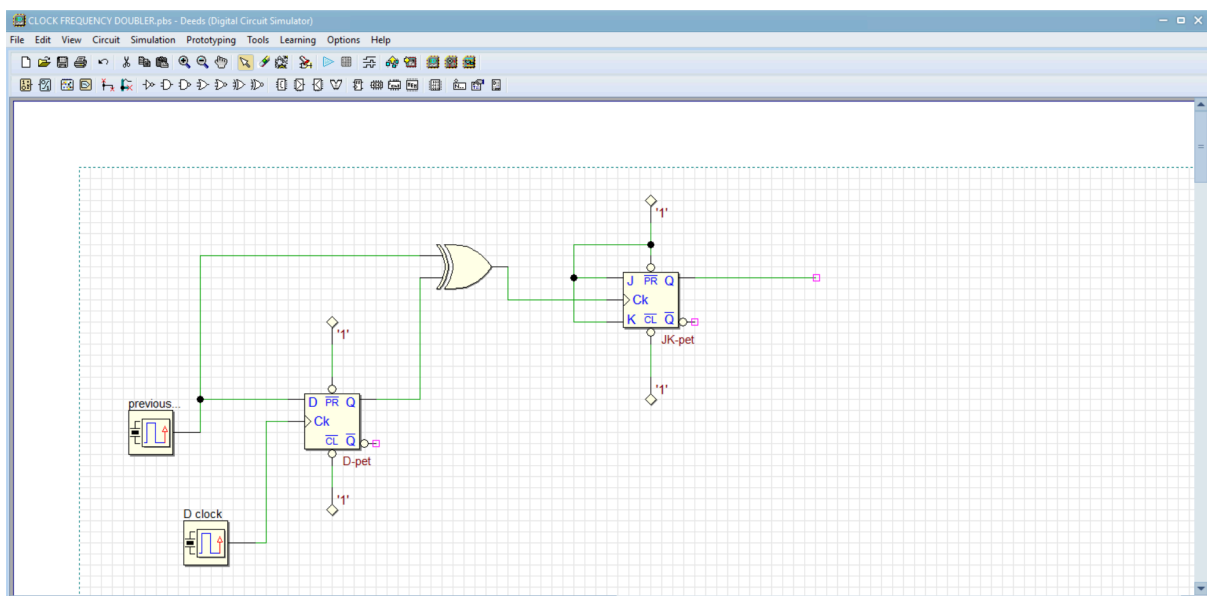 CLOCK FREQUENCY DOUBLER.pbs - Deeds (Digital Circuit Simulator)
File Edit View Circuit Simulation Prototyping Tools Learning Options Help
'1'
J PR Q
Ck
K CL Q
JK-pet
'1'
'1'
D PR Q
Ck
CL Q
D-pet
'1'
previous...
D clock